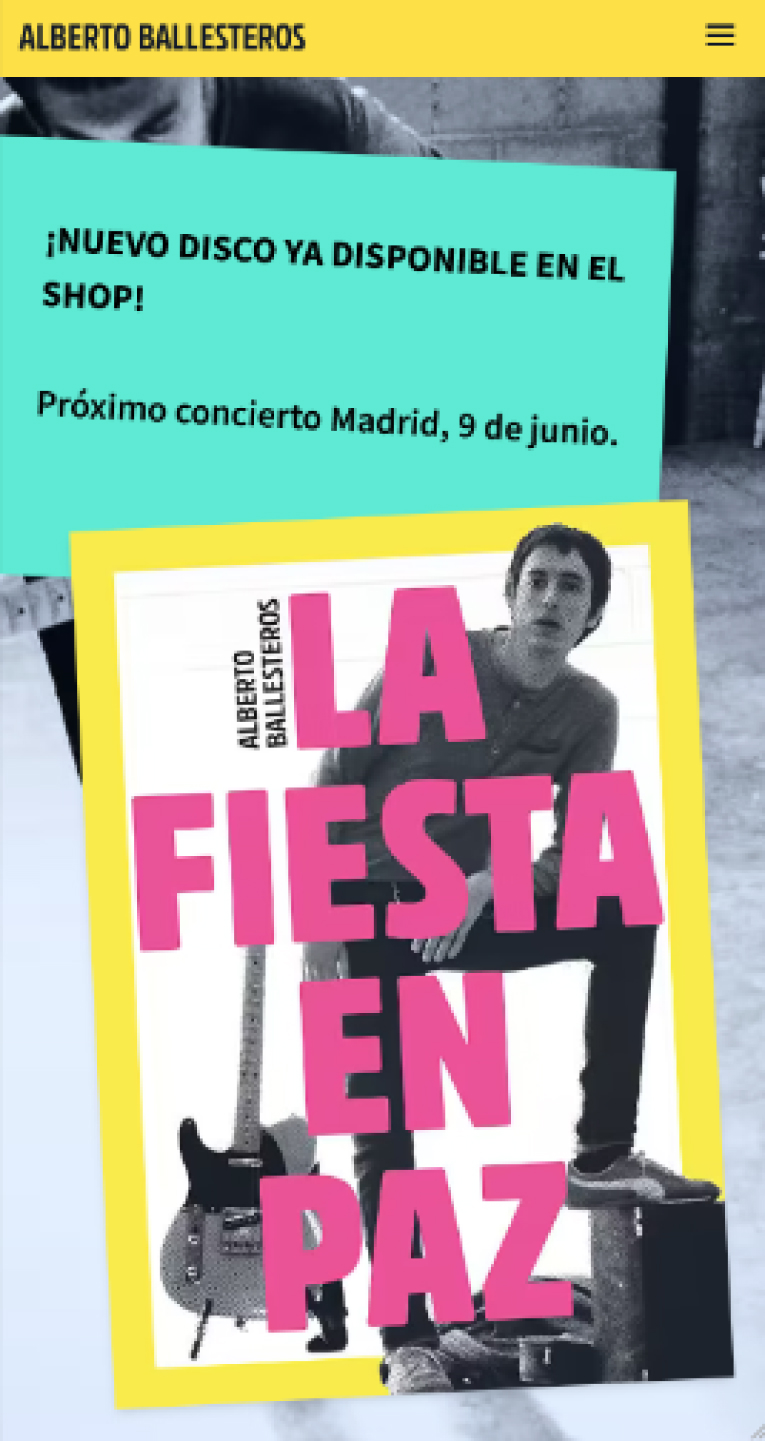 ALBERTO BALLESTEROS
¡NUEVO DISCO YA DISPONIBLE EN EL
SHOP!
Próximo concierto Madrid, 9 de junio.
ALBERTO
BALLESTEROS
LA
FIESTA
EN
PAZ